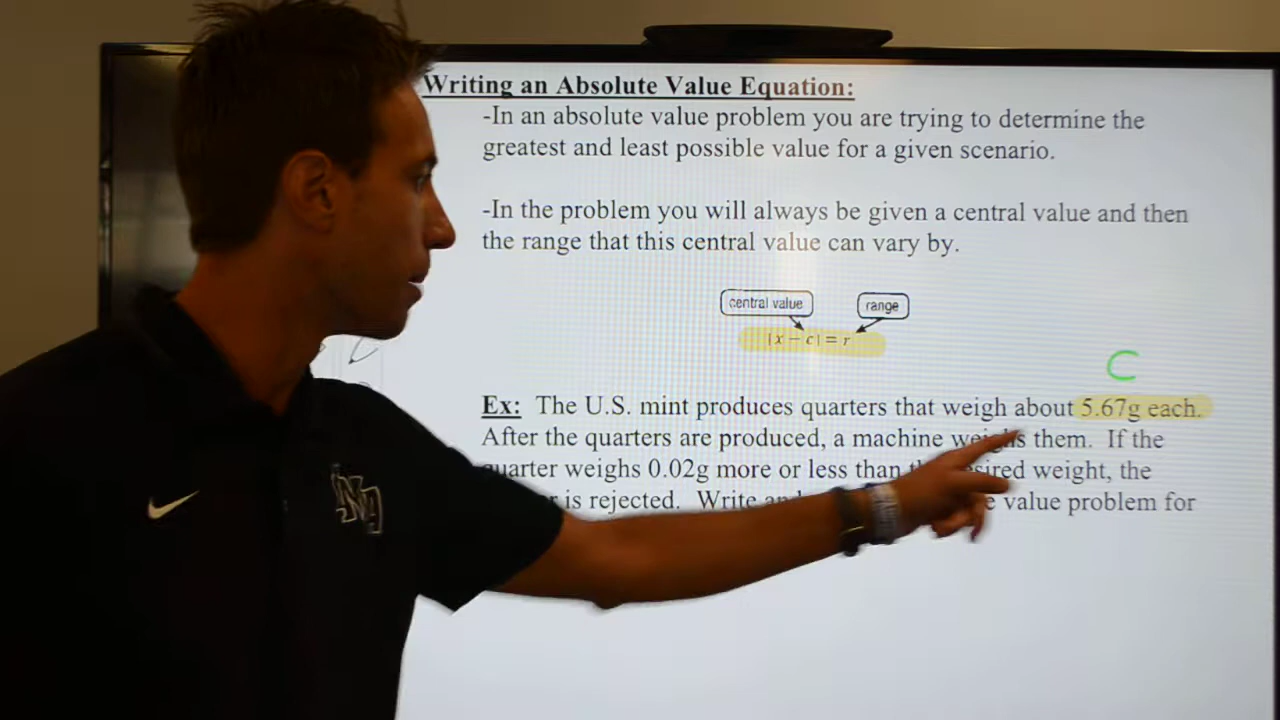 Writing an Absolute Value Equation:
-In an absolute value problem you are trying to determine the
greatest and least possible value for a given scenario.
-In the problem you will always be given a central value and then
the range that this central value can vary by.
central value range
|x − c| = r
C
Ex: The U.S. mint produces quarters that weigh about 5.67g each.
After the quarters are produced, a machine weighs them. If the
quarter weighs 0.02g more or less than the desired weight, the
is rejected. Write value problem for